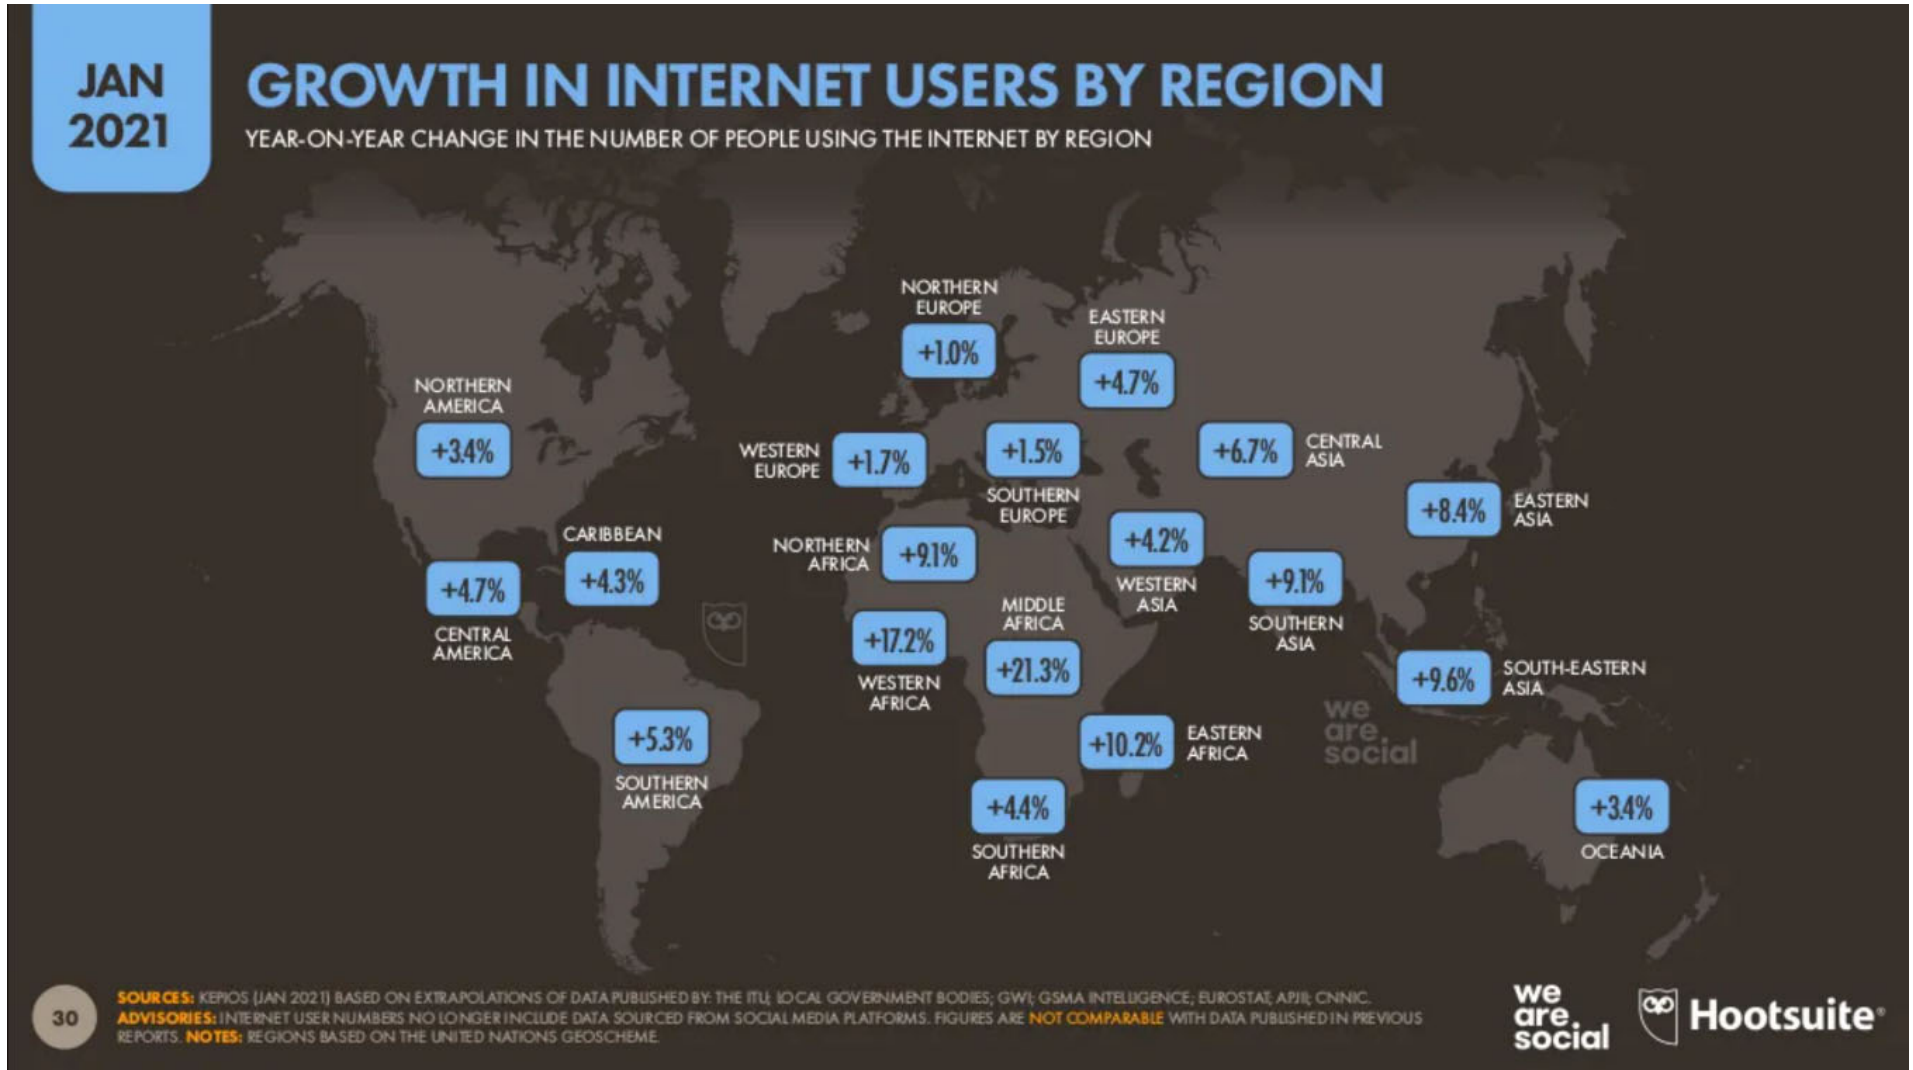 JAN
2021
GROWTH IN INTERNET USERS BY REGION
YEAR-ON-YEAR CHANGE IN THE NUMBER OF PEOPLE USING THE INTERNET BY REGION
NORTHERN
EUROPE
+1.0%
EASTERN
EUROPE
+4.7%
NORTHERN
AMERICA
+3.4%
WESTERN
EUROPE
+1.7%
+1.5%
SOUTHERN
EUROPE
+6.7%
CENTRAL
ASIA
+8.4%
EASTERN
ASIA
CARIBBEAN
+4.3%
+4.7%
CENTRAL
AMERICA
NORTHERN
AFRICA
+9.1%
+4.2%
WESTERN
ASIA
+9.1%
SOUTHERN
ASIA
+17.2%
WESTERN
AFRICA
MIDDLE
AFRICA
+21.3%
+9.6%
SOUTH-EASTERN
ASIA
+5.3%
SOUTHERN
AMERICA
+10.2%
EASTERN
AFRICA
we
are
social
+4.4%
SOUTHERN
AFRICA
+3.4%
OCEANIA
30
SOURCES: KEPIOS (JAN 2021) BASED ON EXTRAPOLATIONS OF DATA PUBLISHED BY: THE ITU; LOCAL GOVERNMENT BODIES; GWI; GSMA INTELLIGENCE; EUROSTAT; APJII; CNNIC.
ADVISORIES: INTERNET USER NUMBERS NO LONGER INCLUDE DATA SOURCED FROM SOCIAL MEDIA PLATFORMS. FIGURES ARE NOT COMPARABLE WITH DATA PUBLISHED IN PREVIOUS
REPORTS. NOTES: REGIONS BASED ON THE UNITED NATIONS GEOSCHEME.
we
are
social
Hootsuite®